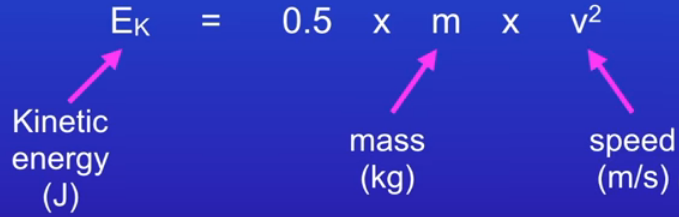 Eₖ = 0.5 x m x v²
Kinetic
energy
(J)
mass
(kg)
speed
(m/s)